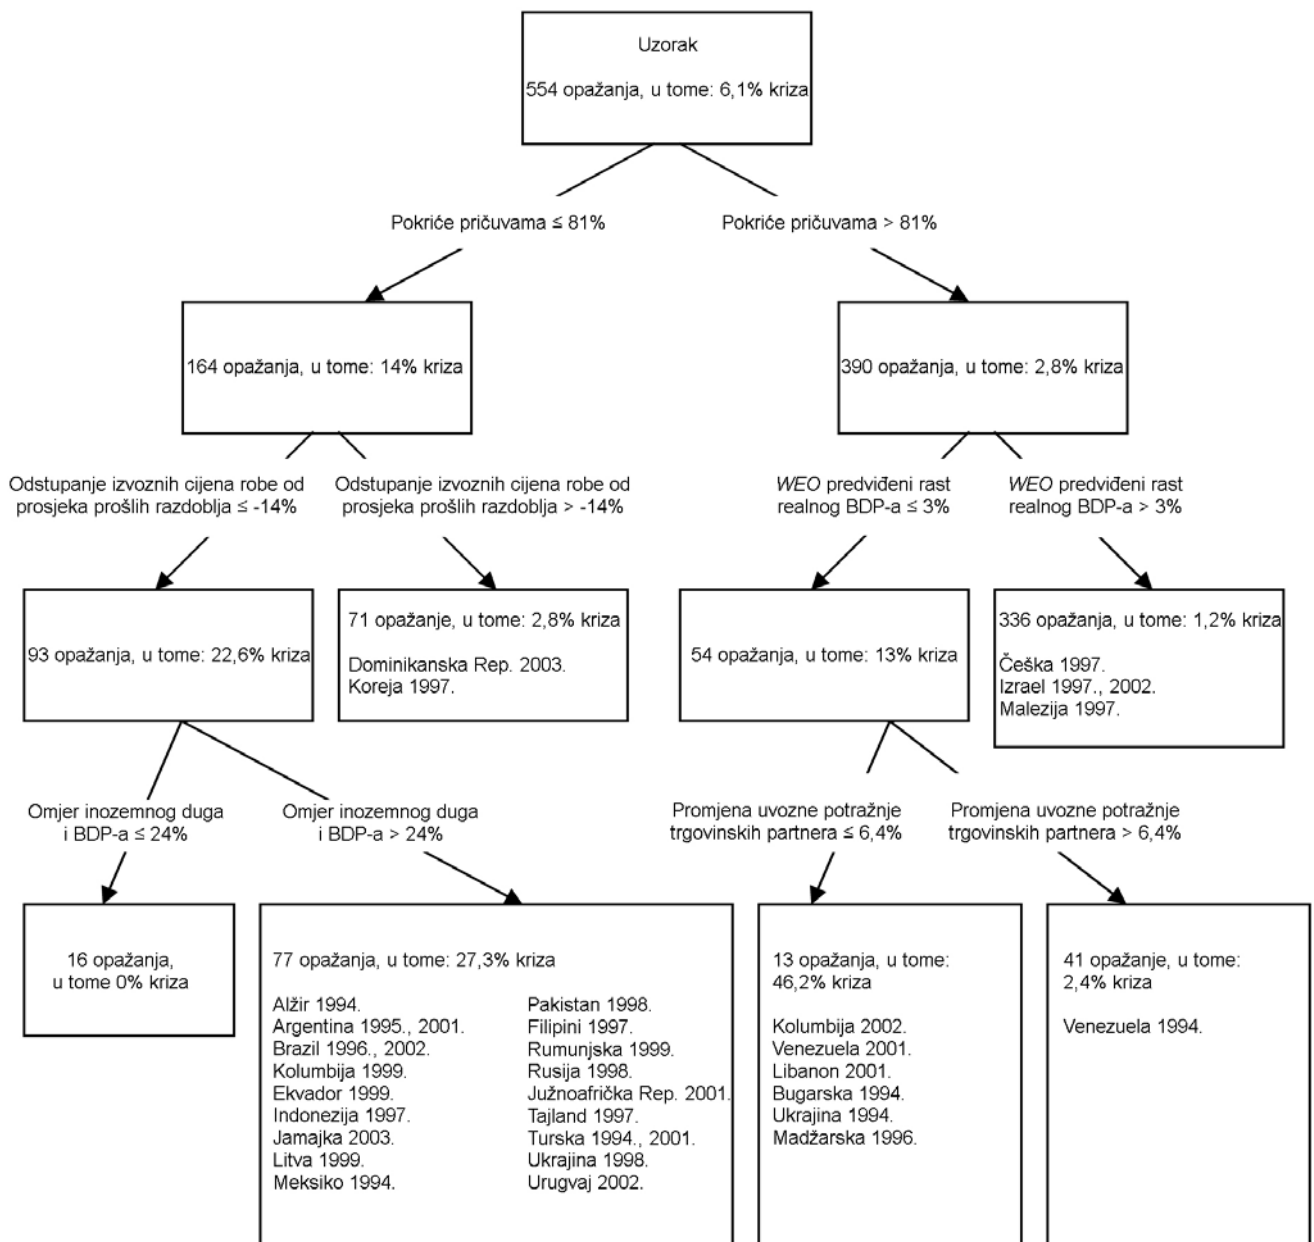 Uzorak
554 opažanja, u tome: 6,1% kriza
Pokriće pričuvama ≤ 81%
Pokriće pričuvama > 81%
164 opažanja, u tome: 14% kriza
390 opažanja, u tome: 2,8% kriza
Odstupanje izvoznih cijena robe od
prosjeka prošlih razdoblja ≤ -14%
Odstupanje izvoznih cijena robe od
prosjeka prošlih razdoblja > -14%
WEO predviđeni rast
realnog BDP-a ≤ 3%
WEO predviđeni rast
realnog BDP-a > 3%
93 opažanja, u tome: 22,6% kriza
71 opažanje, u tome: 2,8% kriza
Dominikanska Rep. 2003.
Koreja 1997.
54 opažanja, u tome: 13% kriza
336 opažanja, u tome: 1,2% kriza
Češka 1997.
Izrael 1997., 2002.
Malezija 1997.
Omjer inozemnog duga
i BDP-a ≤ 24%
Omjer inozemnog duga
i BDP-a > 24%
Promjena uvozne potražnje
trgovinskih partnera ≤ 6,4%
Promjena uvozne potražnje
trgovinskih partnera > 6,4%
16 opažanja,
u tome 0% kriza
77 opažanja, u tome: 27,3% kriza
Alžir 1994.
Argentina 1995., 2001.
Brazil 1996., 2002.
Kolumbija 1999.
Ekvador 1999.
Indonezija 1997.
Jamajka 2003.
Litva 1999.
Meksiko 1994.
Pakistan 1998.
Filipini 1997.
Rumunjska 1999.
Rusija 1998.
Južnoafrička Rep. 2001.
Tajland 1997.
Turska 1994., 2001.
Ukrajina 1998.
Urugvaj 2002.
13 opažanja, u tome:
46,2% kriza
Kolumbija 2002.
Venezuela 2001.
Libanon 2001.
Bugarska 1994.
Ukrajina 1994.
Madžarska 1996.
41 opažanje, u tome:
2,4% kriza
Venezuela 1994.